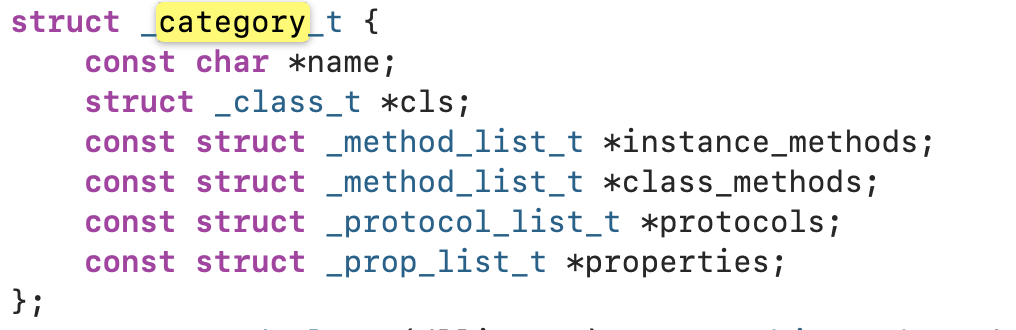 struct _category_t {
    const char *name;
    struct _class_t *cls;
    const struct _method_list_t *instance_methods;
    const struct _method_list_t *class_methods;
    const struct _protocol_list_t *protocols;
    const struct _prop_list_t *properties;
};